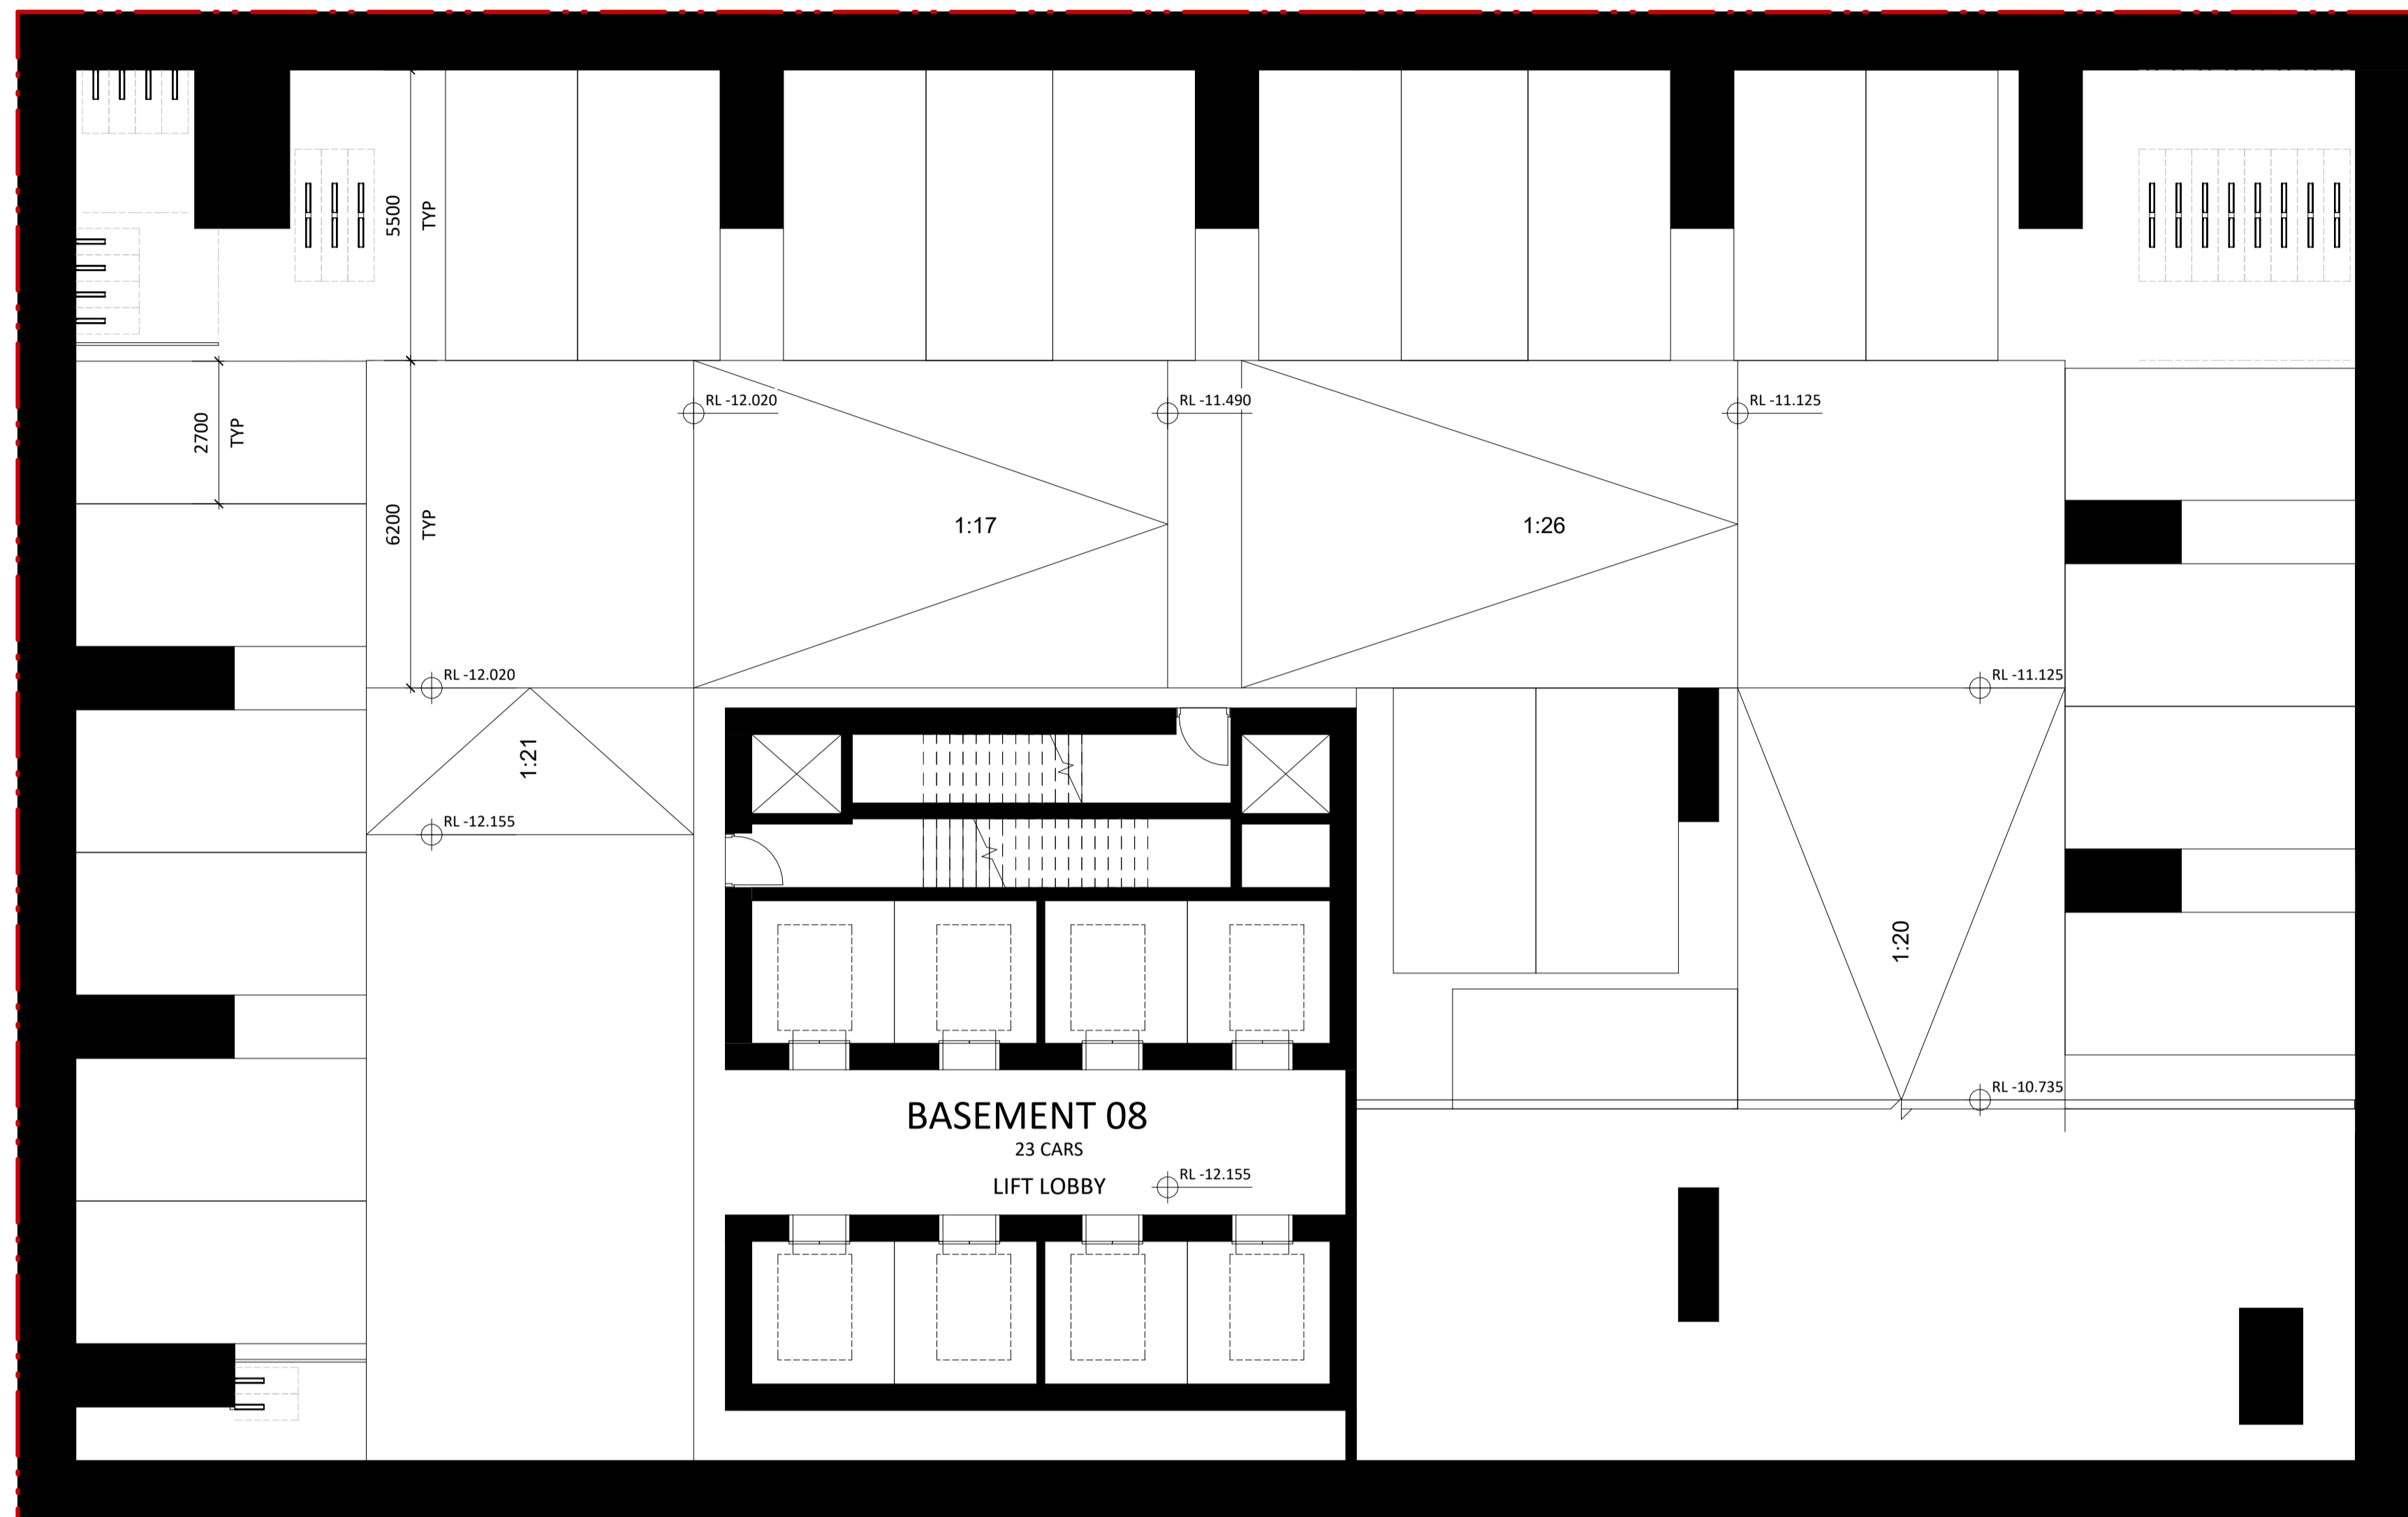 5500
TYP
RL -12.020
RL -11.490
RL -11.125
2700
TYP
6200
TYP
1:17
1:26
RL -12.020
RL -11.125
1:21
RL -12.155
1:20
RL -10.735
BASEMENT 08
23 CARS
LIFT LOBBY
RL -12.155